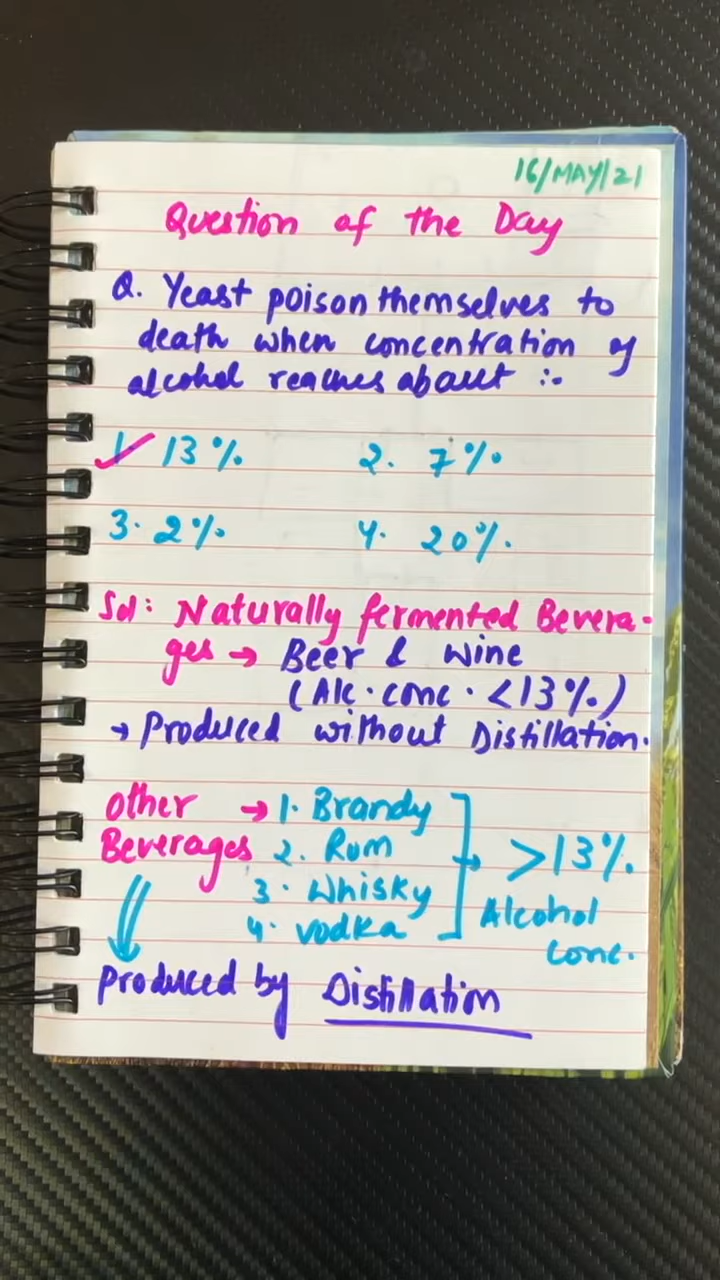 16/MAY/21
Question of the Day
Q. Yeast poison themselves to
death when concentration of
alcohol reaches about :-
1 13%. 2. 7%.
3. 2%. 4. 20%.
Sol: Naturally fermented Bevera-
ges → Beer & wine
(Alc. conc. <13%.)
→ Produced without Distillation.
Other → 1. Brandy
Beverages 2. Rum → >13%.
3. Whisky Alcohol
4. vodka conc.
Produced by Distillation